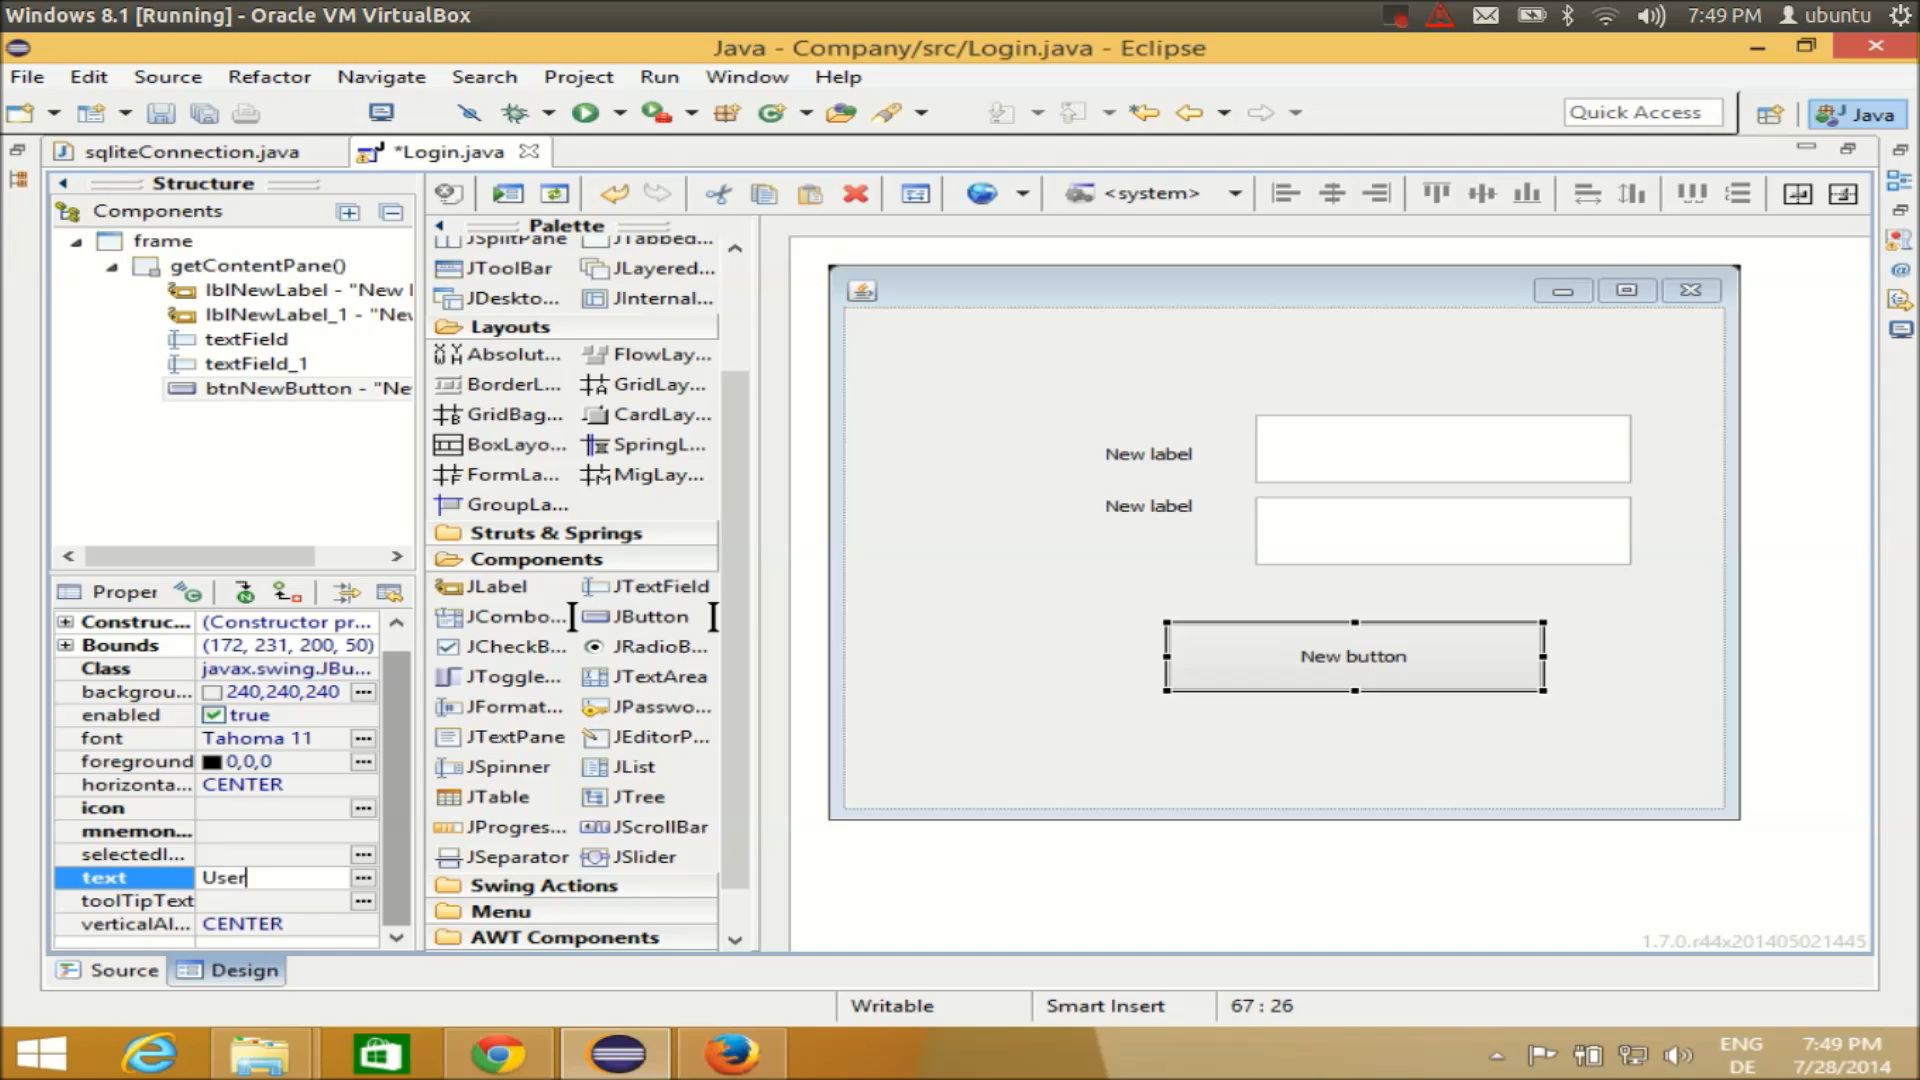 Windows 8.1 [Running] - Oracle VM VirtualBox
7:49 PM
ubuntu
Java - Company/src/Login.java - Eclipse
File Edit Source Refactor Navigate Search Project Run Window Help
Quick Access
Java
sqliteConnection.java
*Login.java
Structure
Components
frame
getContentPane()
lblNewLabel - "New l
lblNewLabel_1 - "Nev
textField
textField_1
btnNewButton - "Ne
Proper
Construc... (Constructor pr...
Bounds (172, 231, 200, 50)
Class javax.swing.JBu...
backgrou... 240,240,240
enabled true
font Tahoma 11
foreground 0,0,0
horizonta... CENTER
icon
mnemon...
selectedI...
text User
toolTipText
verticalAl... CENTER
Source
Design
<system>
Palette
JSplitPane JTabbed...
JToolBar JLayered...
JDeskto... JInternal...
Layouts
Absolut... FlowLay...
BorderL... GridLay...
GridBag... CardLay...
BoxLayo... SpringL...
FormLa... MigLay...
GroupLa...
Struts & Springs
Components
JLabel JTextField
JCombo... JButton
JCheckB... JRadioB...
JToggle... JTextArea
JFormat... JPasswo...
JTextPane JEditorP...
JSpinner JList
JTable JTree
JProgres... JScrollBar
JSeparator JSlider
Swing Actions
Menu
AWT Components
New label
New label
New button
1.7.0.r44x201405021445
Writable
Smart Insert
67 : 26
ENG
DE
7:49 PM
7/28/2014